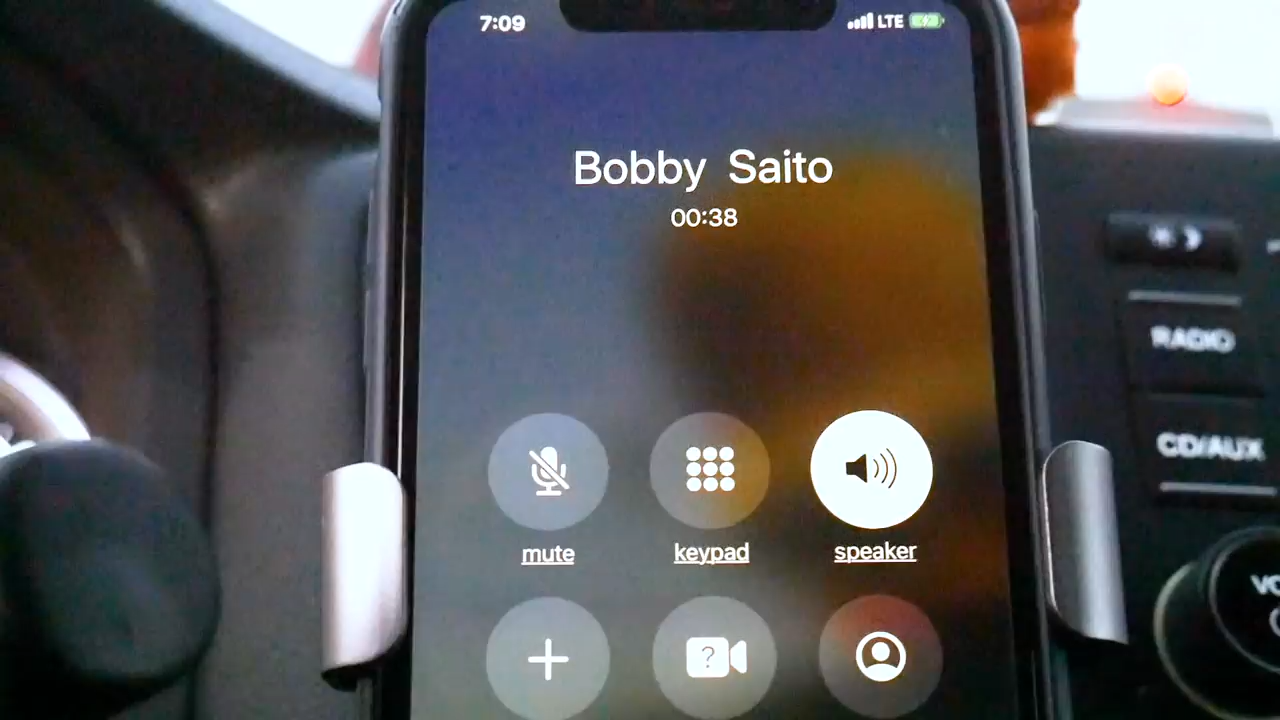 7:09 LTE
Bobby Saito
00:38
mute keypad speaker
?
RADIO
CD/AUX